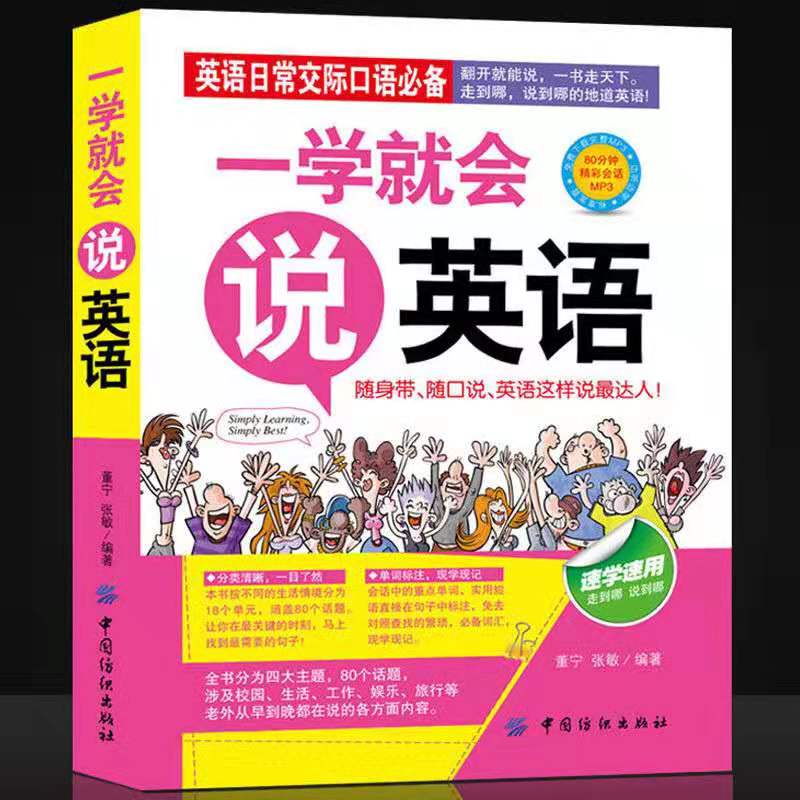 一学就会
说
英语
董宁 张敏/编著
中国纺织出版社
英语日常交际口语必备
翻开就能说，一书走天下。
走到哪，说到哪的地道英语！
免费下载完整MP3
80分钟
精彩会话
MP3
一学就会
说
英语
随身带、随口说、英语这样说最达人！
Simply Learning,
Simply Best!
分类清晰，一目了然
本书按不同的生活情境分为
18个单元，涵盖80个话题。
让你在最关键的时刻，马上
找到最需要的句子！
单词标注，现学现记
会话中的重点单词，实用短
语直接在句子中标注，免去
对照查找的繁琐，必备词汇，
现学现记。
速学速用
走到哪 说到哪
全书分为四大主题，80个话题，
涉及校园、生活、工作、娱乐、旅行等
老外从早到晚都在说的各方面内容。
董宁 张敏/编著
中国纺织出版社